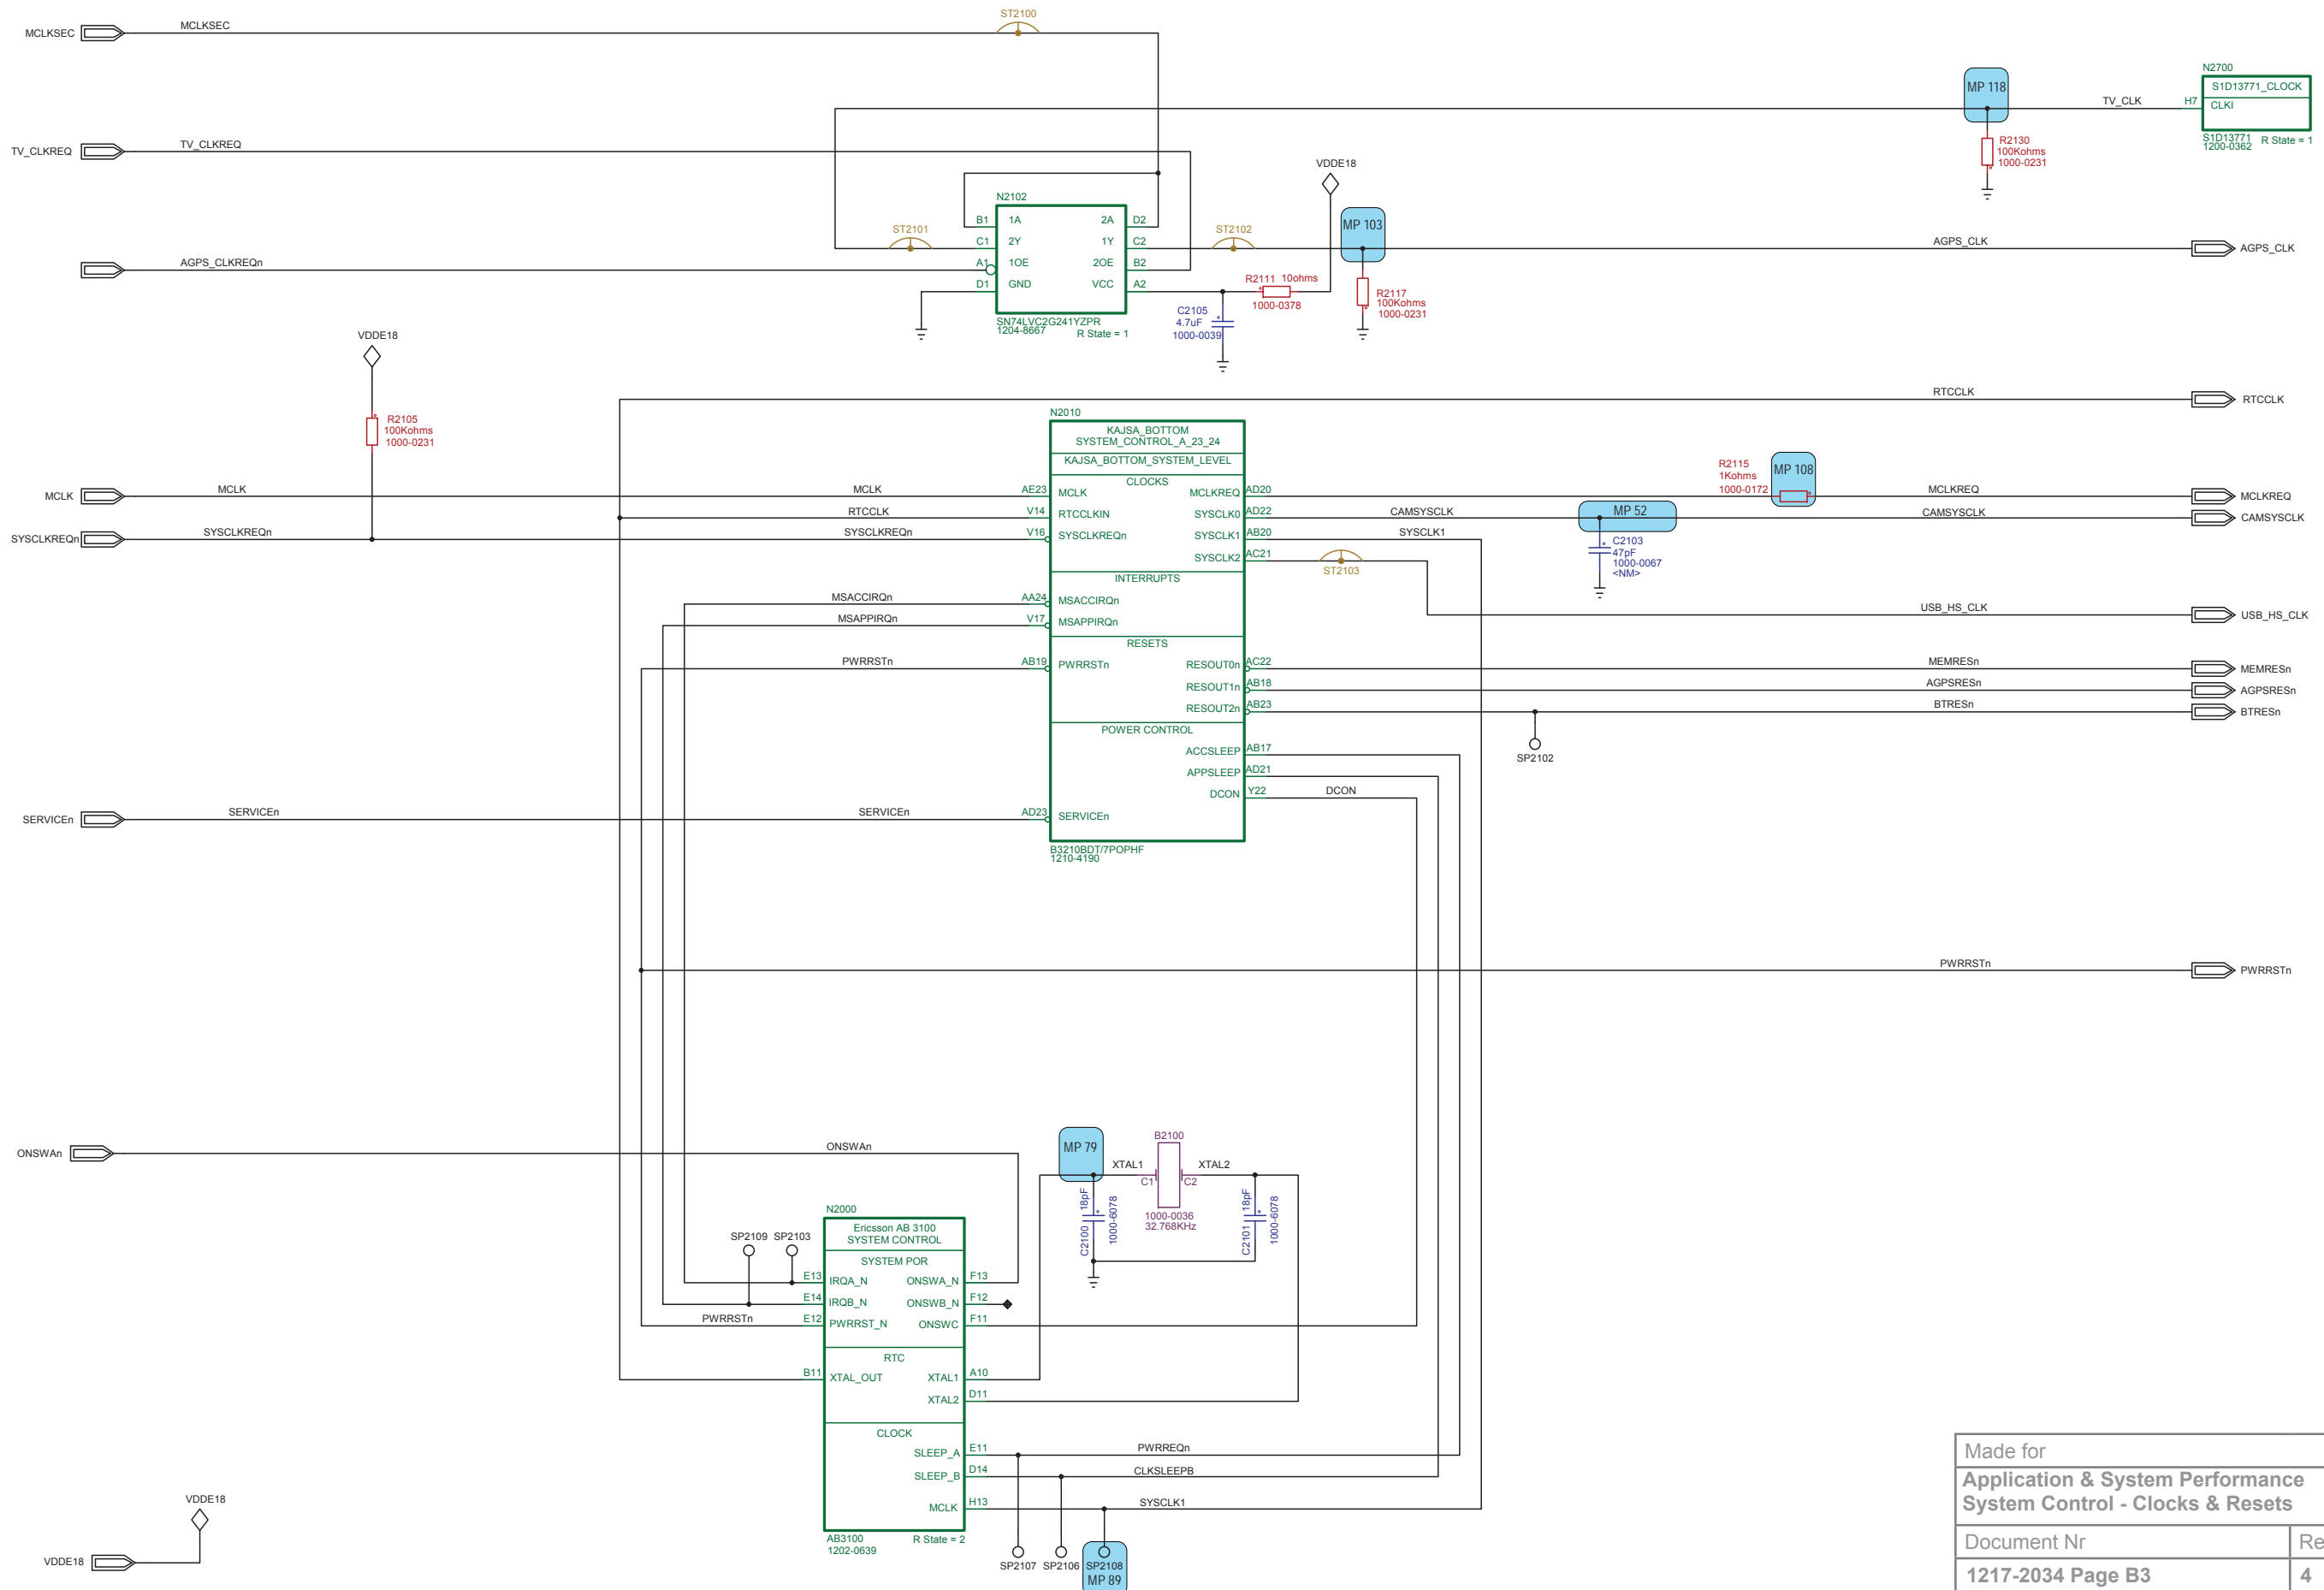 ST2100
MCLKSEC
MCLKSEC
N2700
MP 118
S1D13771_CLOCK
TV_CLK
H7
CLKI
S1D13771
1200-0362
R State = 1
R2130
100Kohms
1000-0231
TV_CLKREQ
TV_CLKREQ
VDDE18
N2102
MP 103
B1
1A
2A
D2
ST2101
C1
2Y
1Y
C2
ST2102
AGPS_CLK
AGPS_CLK
AGPS_CLKREQn
A1
1OE
2OE
B2
D1
GND
VCC
A2
R2111
10ohms
1000-0378
R2117
100Kohms
1000-0231
C2105
4.7uF
1000-0039
SN74LVC2G241YZPR
1204-8667
R State = 1
VDDE18
R2105
100Kohms
1000-0231
RTCCLK
RTCCLK
N2010
KAJSA_BOTTOM
SYSTEM_CONTROL_A_23_24
KAJSA_BOTTOM_SYSTEM_LEVEL
CLOCKS
R2115
1Kohms
1000-0172
MP 108
MCLK
MCLK
MCLK
AE23
MCLK
MCLKREQ
AD20
MCLKREQ
MCLKREQ
RTCCLK
V14
RTCCLKIN
SYSCLK0
AD22
CAMSYSCLK
MP 52
CAMSYSCLK
CAMSYSCLK
SYSCLKREQn
SYSCLKREQn
SYSCLKREQn
V16
SYSCLKREQn
SYSCLK1
AB20
SYSCLK1
C2103
47pF
1000-0067
<NM>
SYSCLK2
AC21
ST2103
INTERRUPTS
MSACCIRQn
AA24
MSACCIRQn
USB_HS_CLK
USB_HS_CLK
MSAPPIRQn
V17
MSAPPIRQn
RESETS
PWRRSTn
AB19
PWRRSTn
RESOUT0n
AC22
MEMRESn
MEMRESn
RESOUT1n
AB18
AGPSRESn
AGPSRESn
RESOUT2n
AB23
BTRESn
BTRESn
POWER CONTROL
SP2102
ACCSLEEP
AB17
APPSLEEP
AD21
DCON
Y22
DCON
SERVICEn
SERVICEn
SERVICEn
AD23
SERVICEn
B3210BDT/7POPHF
1210-4190
PWRRSTn
PWRRSTn
ONSWAn
ONSWAn
MP 79
B2100
XTAL1
XTAL2
C1
C2
C2100
18pF
1000-6078
1000-0036
32.768KHz
C2101
18pF
1000-6078
N2000
Ericsson AB 3100
SYSTEM CONTROL
SP2109
SP2103
SYSTEM POR
E13
IRQA_N
ONSWA_N
F13
E14
IRQB_N
ONSWB_N
F12
PWRRSTn
E12
PWRRST_N
ONSWC
F11
RTC
B11
XTAL_OUT
XTAL1
A10
XTAL2
D11
CLOCK
SLEEP_A
E11
PWRREQn
SLEEP_B
D14
CLKSLEEPB
MCLK
H13
SYSCLK1
AB3100
1202-0639
R State = 2
SP2107
SP2106
SP2108
MP 89
VDDE18
VDDE18
Made for
Application & System Performance
System Control - Clocks & Resets
Document Nr
Re
1217-2034 Page B3
4